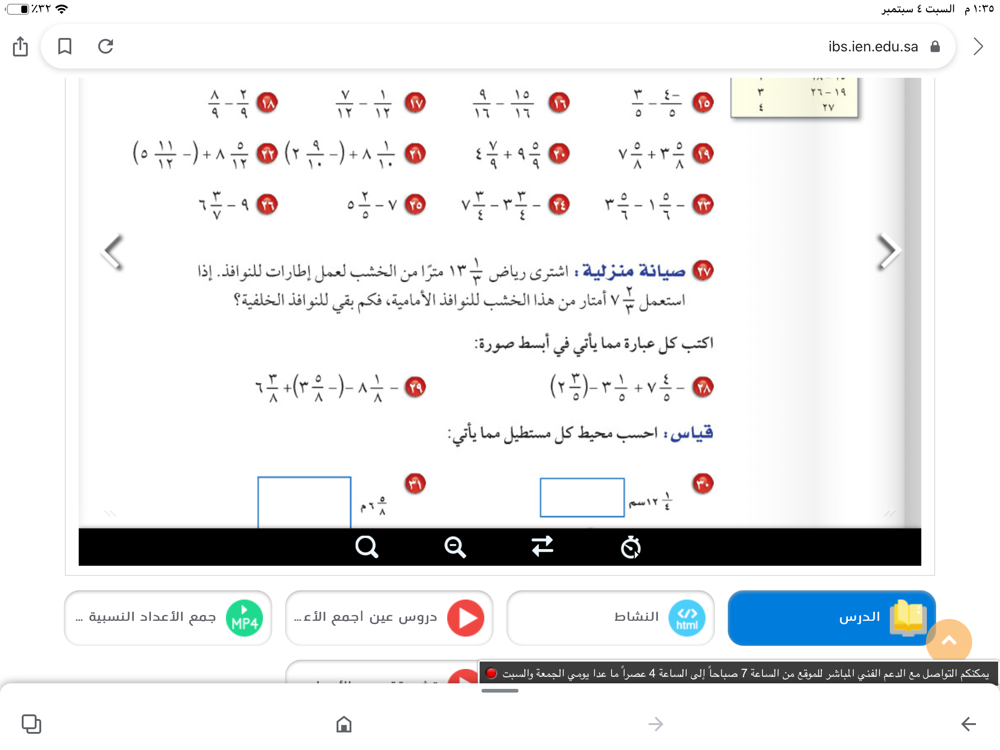 ١:٣٥ م السبت ٤ سبتمبر ٣٢٪
ibs.ien.edu.sa
١٩ – ٢٦ ٣
٢٧ ٤
١٥ -٤/٥ – ٣/٥ ١٦ ١٥/١٦ – ٩/١٦ ١٧ ١/١٢ – ٧/١٢ ١٨ ٢/٩ – ٨/٩
١٩ ٣ ٥/٨ + ٧ ٥/٨ ٢٠ ٩ ٥/٩ + ٤ ٧/٩ ٢١ ٨ ١/١٠ + (– ٢ ٩/١٠) ٢٢ ٨ ٥/١٢ + (– ٥ ١١/١٢)
٢٣ – ١ ٥/٦ – ٣ ٥/٦ ٢٤ – ٣ ٣/٤ – ٧ ٣/٤ ٢٥ ٧ – ٥ ٢/٥ ٢٦ ٩ – ٦ ٣/٧
٢٧ صيانة منزلية: اشترى رياض ١٣ ١/٣ مترًا من الخشب لعمل إطارات للنوافذ. إذا
استعمل ٧ ٢/٣ أمتار من هذا الخشب للنوافذ الأمامية، فكم بقي للنوافذ الخلفية؟
اكتب كل عبارة مما يأتي في أبسط صورة:
٢٨ – ٧ ٤/٥ + ٣ ١/٥ –(٢ ٣/٥) ٢٩ – ٨ ١/٨ –(– ٣ ٥/٨)+ ٦ ٣/٨
قياس: احسب محيط كل مستطيل مما يأتي:
٣٠ ١٢ ١/٤ سم ٣١ ٦ ٥/٨ م
الدرس
html النشاط
دروس عين اجمع الأع...
MP4 جمع الأعداد النسبية ...
يمكنكم التواصل مع الدعم الفني المباشر للموقع من الساعة 7 صباحاً إلى الساعة 4 عصراً ما عدا يومي الجمعة والسبت